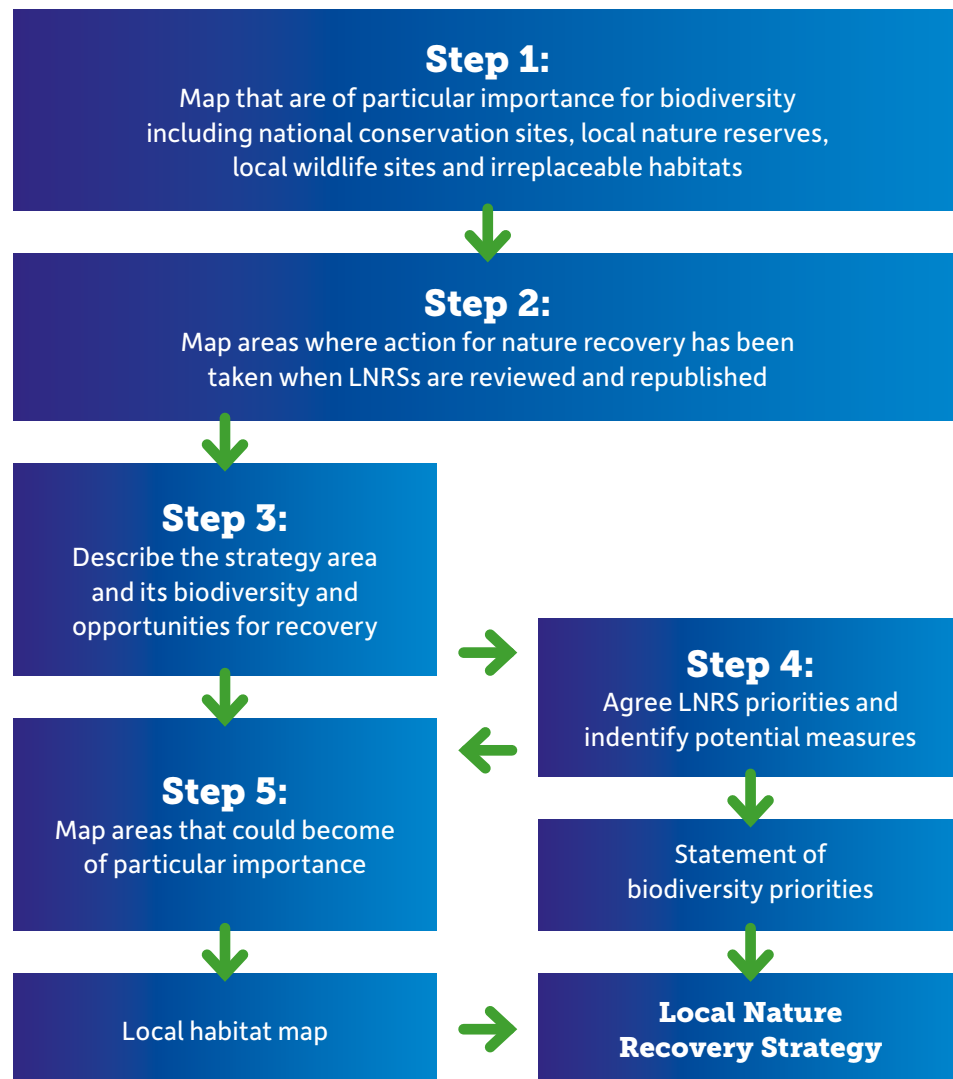 Step 1:
Map that are of particular importance for biodiversity
including national conservation sites, local nature reserves,
local wildlife sites and irreplaceable habitats
Step 2:
Map areas where action for nature recovery has been
taken when LNRSs are reviewed and republished
Step 3:
Describe the strategy area
and its biodiversity and
opportunities for recovery
Step 4:
Agree LNRS priorities and
indentify potential measures
Step 5:
Map areas that could become
of particular importance
Statement of
biodiversity priorities
Local habitat map
Local Nature
Recovery Strategy